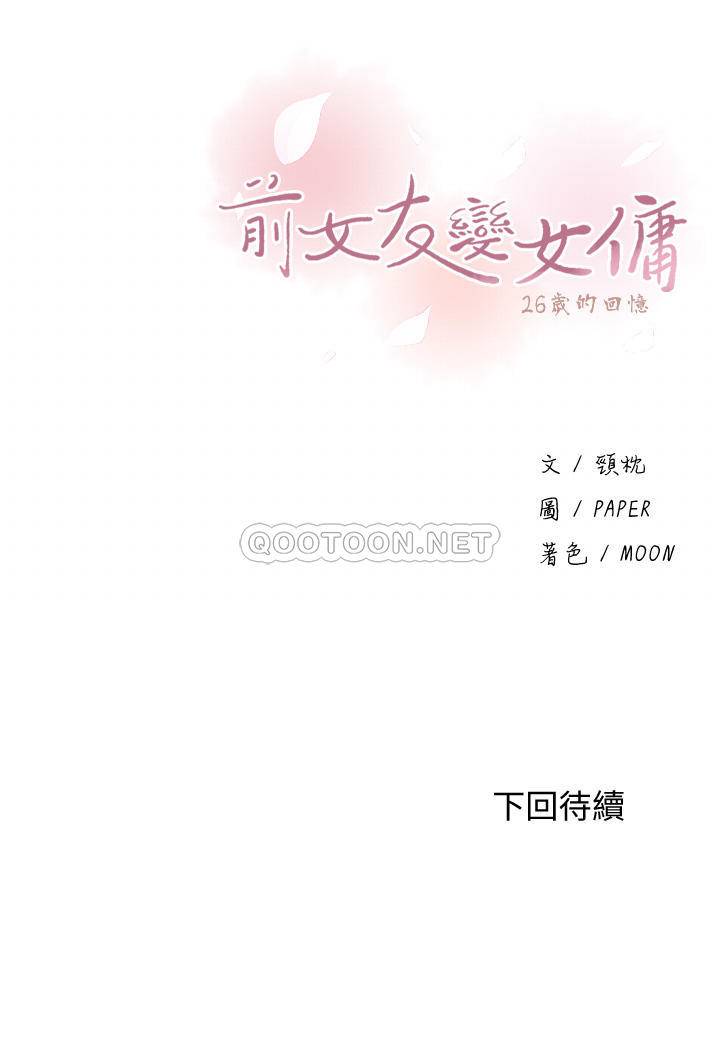 前女友變女傭
26歲的回憶
文 / 頸枕
圖 / PAPER
QOOTOON.NET
著色 / MOON
下回待續